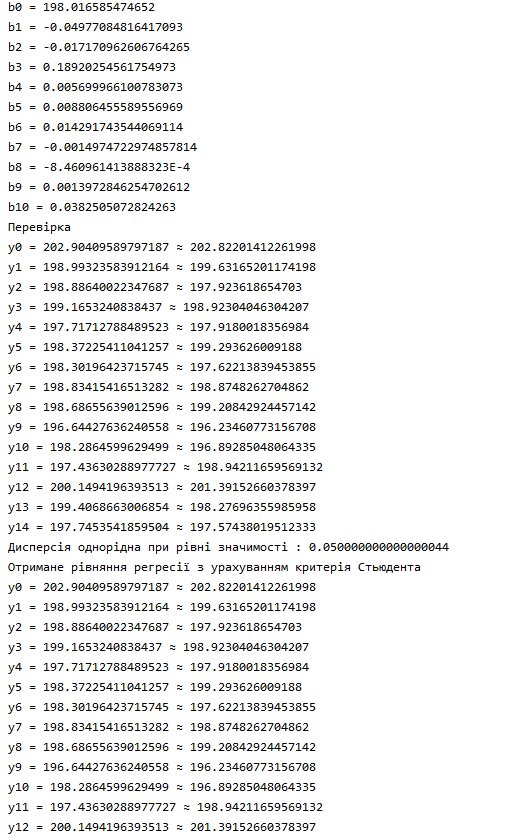 b0 = 198.016585474652
b1 = -0.04977084816417093
b2 = -0.017170962606764265
b3 = 0.18920254561754973
b4 = 0.005699966100783073
b5 = 0.008806455589556969
b6 = 0.014291743544069114
b7 = -0.0014974722974857814
b8 = -8.460961413888323E-4
b9 = 0.0013972846254702612
b10 = 0.0382505072824263
Перевірка
y0 = 202.90409589797187 ≈ 202.82201412261998
y1 = 198.99323583912164 ≈ 199.63165201174198
y2 = 198.88640022347687 ≈ 197.923618654703
y3 = 199.1653240838437 ≈ 198.92304046304207
y4 = 197.71712788489523 ≈ 197.9180018356984
y5 = 198.37225411041257 ≈ 199.293626009188
y6 = 198.30196423715745 ≈ 197.62213839453855
y7 = 198.83415416513282 ≈ 198.8748262704862
y8 = 198.68655639012596 ≈ 199.20842924457142
y9 = 196.64427636240558 ≈ 196.23460773156708
y10 = 198.2864599629499 ≈ 196.89285048064335
y11 = 197.43630288977727 ≈ 198.94211659569132
y12 = 200.1494196393513 ≈ 201.39152660378397
y13 = 199.4068663006854 ≈ 198.27696355985958
y14 = 197.7453541859504 ≈ 197.57438019512333
Дисперсія однорідна при рівні значимості : 0.050000000000000044
Отримане рівняння регресії з урахуванням критерія Стьюдента
y0 = 202.90409589797187 ≈ 202.82201412261998
y1 = 198.99323583912164 ≈ 199.63165201174198
y2 = 198.88640022347687 ≈ 197.923618654703
y3 = 199.1653240838437 ≈ 198.92304046304207
y4 = 197.71712788489523 ≈ 197.9180018356984
y5 = 198.37225411041257 ≈ 199.293626009188
y6 = 198.30196423715745 ≈ 197.62213839453855
y7 = 198.83415416513282 ≈ 198.8748262704862
y8 = 198.68655639012596 ≈ 199.20842924457142
y9 = 196.64427636240558 ≈ 196.23460773156708
y10 = 198.2864599629499 ≈ 196.89285048064335
y11 = 197.43630288977727 ≈ 198.94211659569132
y12 = 200.1494196393513 ≈ 201.39152660378397